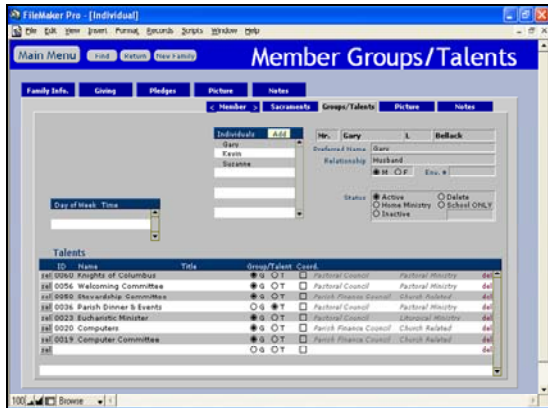 FileMaker Pro - [Individual]
File Edit View Insert Format Records Scripts Window Help
Main Menu Find Return New Family Member Groups/Talents
Family Info. Giving Pledges Picture Notes
< Member > Sacraments Groups/Talents Picture Notes
Individuals Add
Gary
Kevin
Suzanne
Mr. Gary L Bellack
Preferred Name Gary
Relationship Husband
M F Env. #
Status Active Delete
Home Ministry School ONLY
Inactive
Day of Week Time
Talents
ID Name Title Group/Talent Coord.
sel 0060 Knights of Columbus G T Pastoral Council Pastoral Ministry del
sel 0056 Welcoming Committee G T Pastoral Council Pastoral Ministry del
sel 0050 Stewardship Committee G T Parish Finance Council Church Related del
sel 0036 Parish Dinner & Events G T Pastoral Council Pastoral Ministry del
sel 0023 Eucharistic Minister G T Pastoral Council Liturgical Ministry del
sel 0020 Computers G T Parish Finance Council Church Related del
sel 0019 Computer Committee G T Parish Finance Council Church Related del
sel G T del
100 Browse